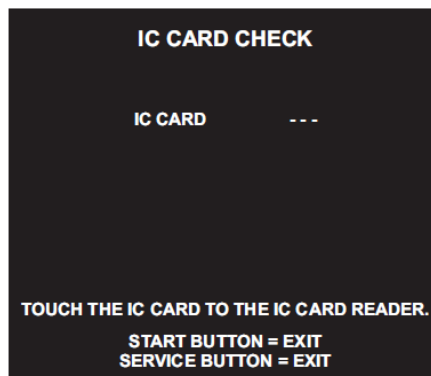 IC CARD CHECK
IC CARD - - -
TOUCH THE IC CARD TO THE IC CARD READER.
START BUTTON = EXIT
SERVICE BUTTON = EXIT